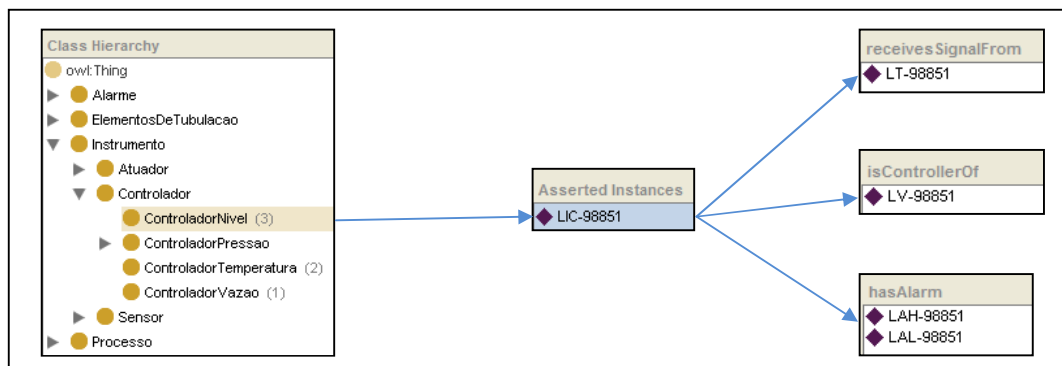 Class Hierarchy
owl:Thing
Alarme
ElementosDeTubulacao
Instrumento
Atuador
Controlador
ControladorNivel (3)
ControladorPressao
ControladorTemperatura (2)
ControladorVazao (1)
Sensor
Processo
Asserted Instances
LIC-98851
receivesSignalFrom
LT-98851
isControllerOf
LV-98851
hasAlarm
LAH-98851
LAL-98851